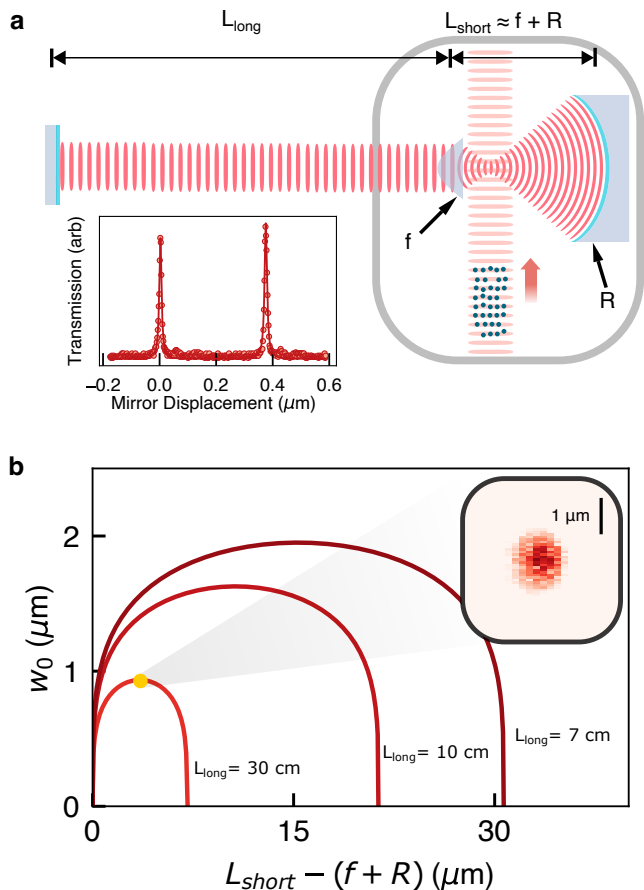 a
L_long
L_short ≈ f + R
f
R
Transmission (arb)
−0.2 0.0 0.2 0.4 0.6
Mirror Displacement (μm)
b
1 μm
w_0 (μm)
2
1
0
L_long= 30 cm
L_long= 10 cm
L_long= 7 cm
0 15 30
L_short − (f + R) (μm)